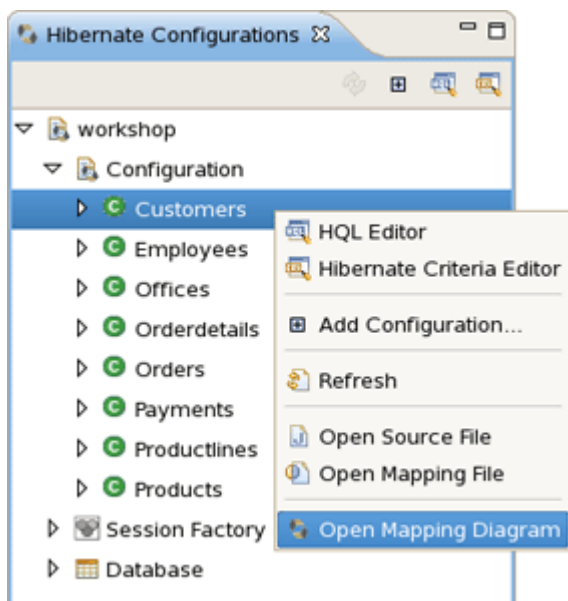 Hibernate Configurations
workshop
Configuration
Customers
Employees
Offices
Orderdetails
Orders
Payments
Productlines
Products
Session Factory
Database
HQL Editor
Hibernate Criteria Editor
Add Configuration...
Refresh
Open Source File
Open Mapping File
Open Mapping Diagram